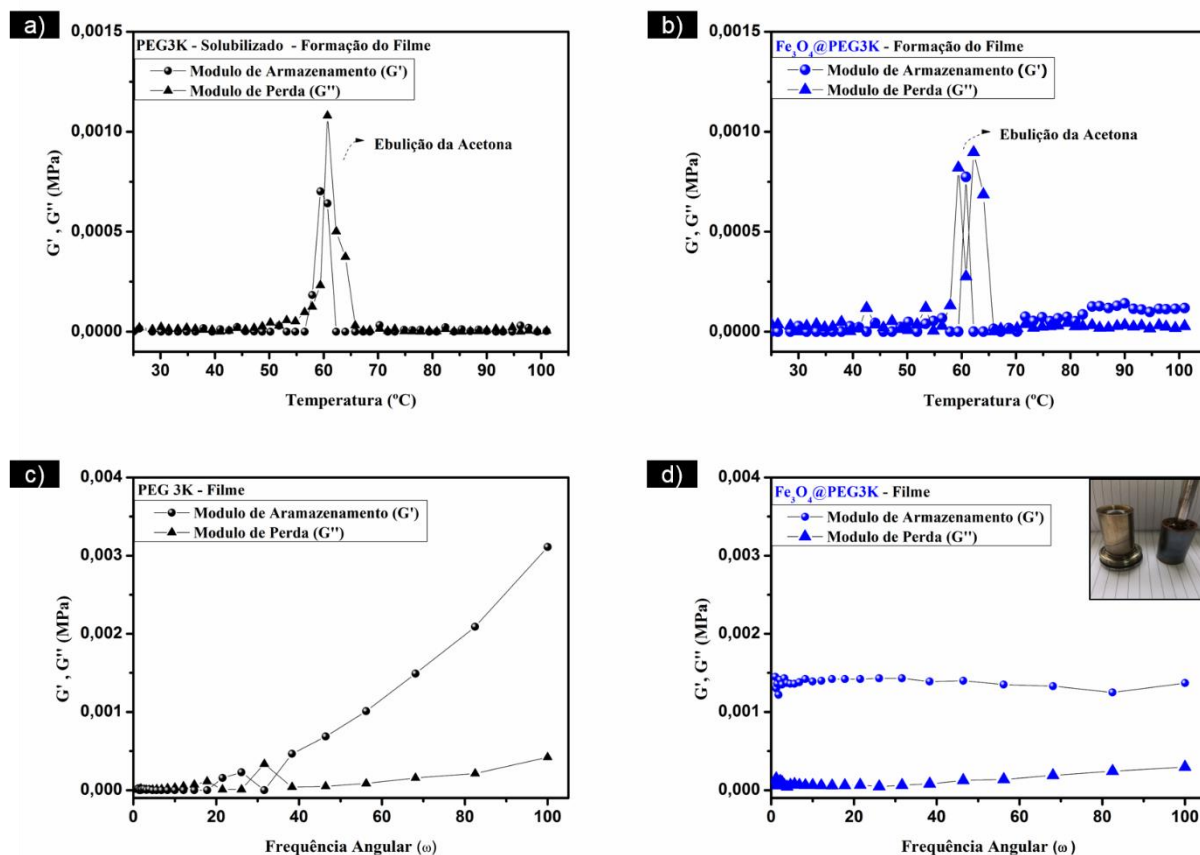 a)
PEG3K - Solubilizado - Formação do Filme
Modulo de Armazenamento (G')
Modulo de Perda (G'')
Ebulição da Acetona
0,0015
0,0010
0,0005
0,0000
G' , G'' (MPa)
30 40 50 60 70 80 90 100
Temperatura (ºC)
b)
Fe3O4@PEG3K - Formação do Filme
Modulo de Armazenamento (G')
Modulo de Perda (G'')
Ebulição da Acetona
0,0015
0,0010
0,0005
0,0000
G', G'' (MPa)
30 40 50 60 70 80 90 100
Temperatura (ºC)
c)
PEG 3K - Filme
Modulo de Aramazenamento (G')
Modulo de Perda (G'')
0,004
0,003
0,002
0,001
0,000
G' , G'' (MPa)
0 20 40 60 80 100
Frequência Angular (ω)
d)
Fe3O4@PEG3K - Filme
Modulo de Armazenamento (G')
Modulo de Perda (G'')
0,004
0,003
0,002
0,001
0,000
G', G'' (MPa)
0 20 40 60 80 100
Frequência Angular (ω)